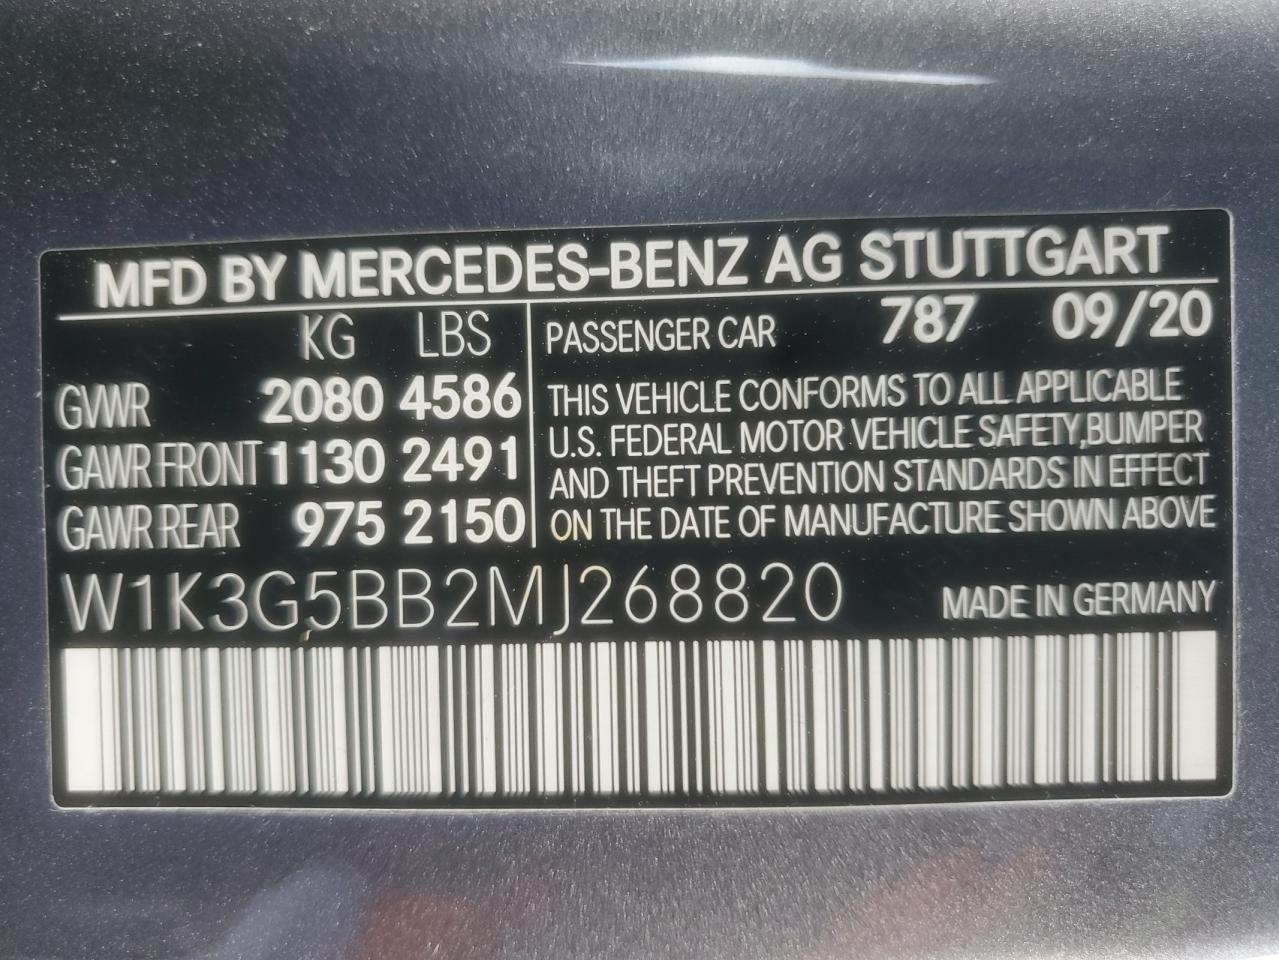 MFD BY MERCEDES-BENZ AG STUTTGART
KG LBS
GVWR 2080 4586
GAWR FRONT 1130 2491
GAWR REAR 975 2150
PASSENGER CAR 787 09/20
THIS VEHICLE CONFORMS TO ALL APPLICABLE
U.S. FEDERAL MOTOR VEHICLE SAFETY,BUMPER
AND THEFT PREVENTION STANDARDS IN EFFECT
ON THE DATE OF MANUFACTURE SHOWN ABOVE
W1K3G5BB2MJ268820 MADE IN GERMANY